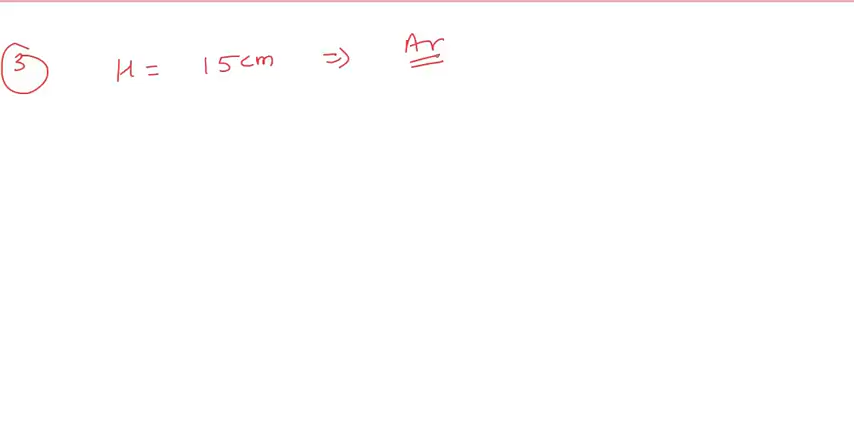 3 H = 15cm ⇒ Ar